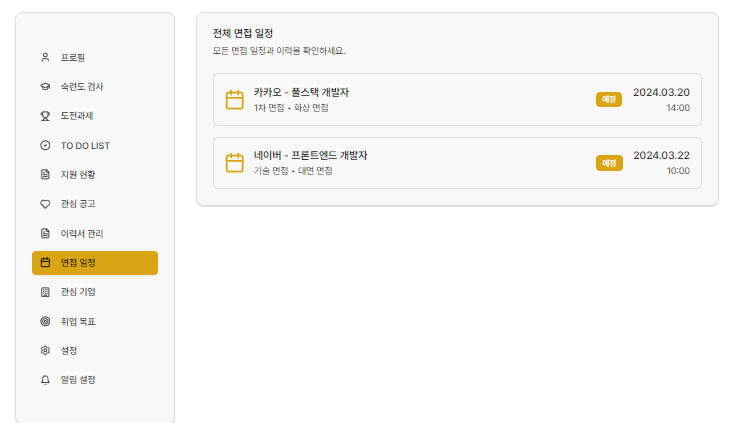 프로필
숙련도 검사
도전과제
TO DO LIST
지원 현황
관심 공고
이력서 관리
면접 일정
관심 기업
취업 목표
설정
알림 설정
전체 면접 일정
모든 면접 일정과 이력을 확인하세요.
카카오 - 풀스택 개발자
1차 면접 • 화상 면접
예정
2024.03.20
14:00
네이버 - 프론트엔드 개발자
기술 면접 • 대면 면접
예정
2024.03.22
10:00